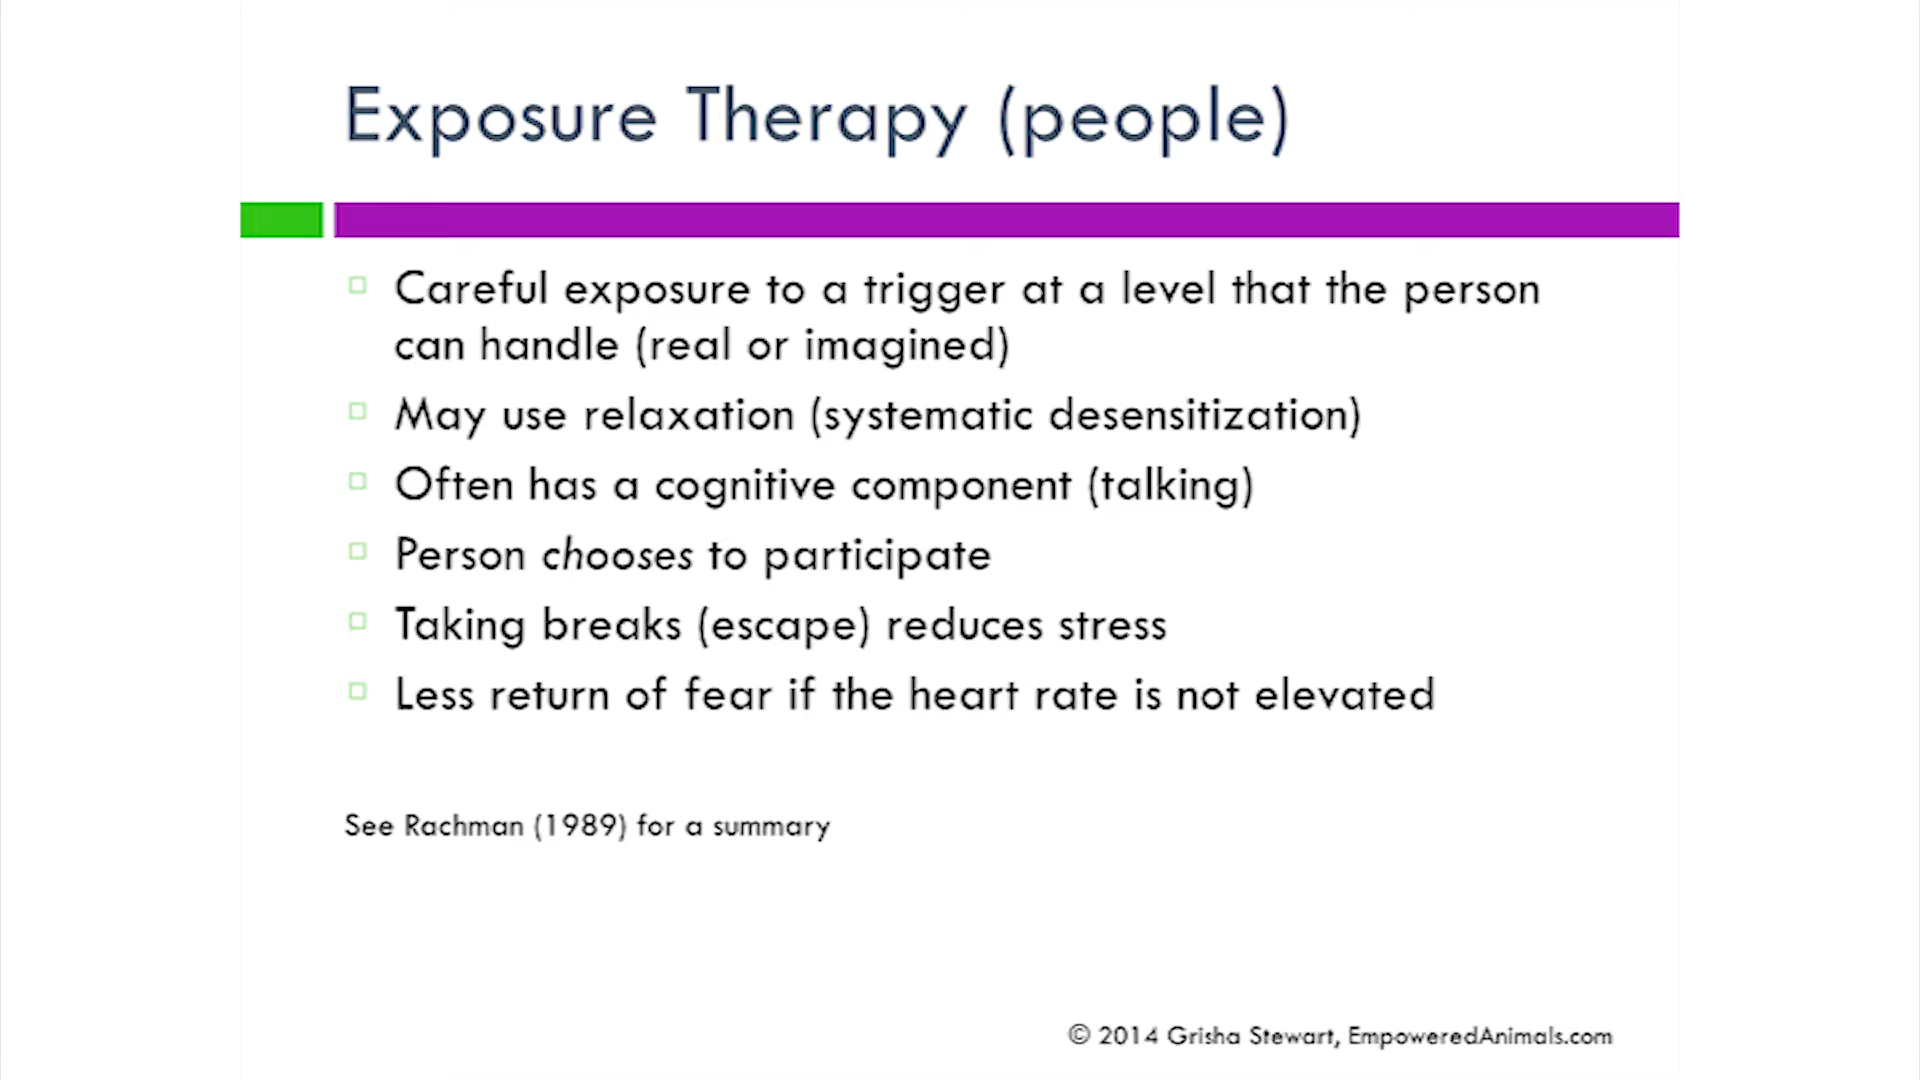 Exposure Therapy (people)
Careful exposure to a trigger at a level that the person
can handle (real or imagined)
May use relaxation (systematic desensitization)
Often has a cognitive component (talking)
Person chooses to participate
Taking breaks (escape) reduces stress
Less return of fear if the heart rate is not elevated
See Rachman (1989) for a summary
© 2014 Grisha Stewart, EmpoweredAnimals.com